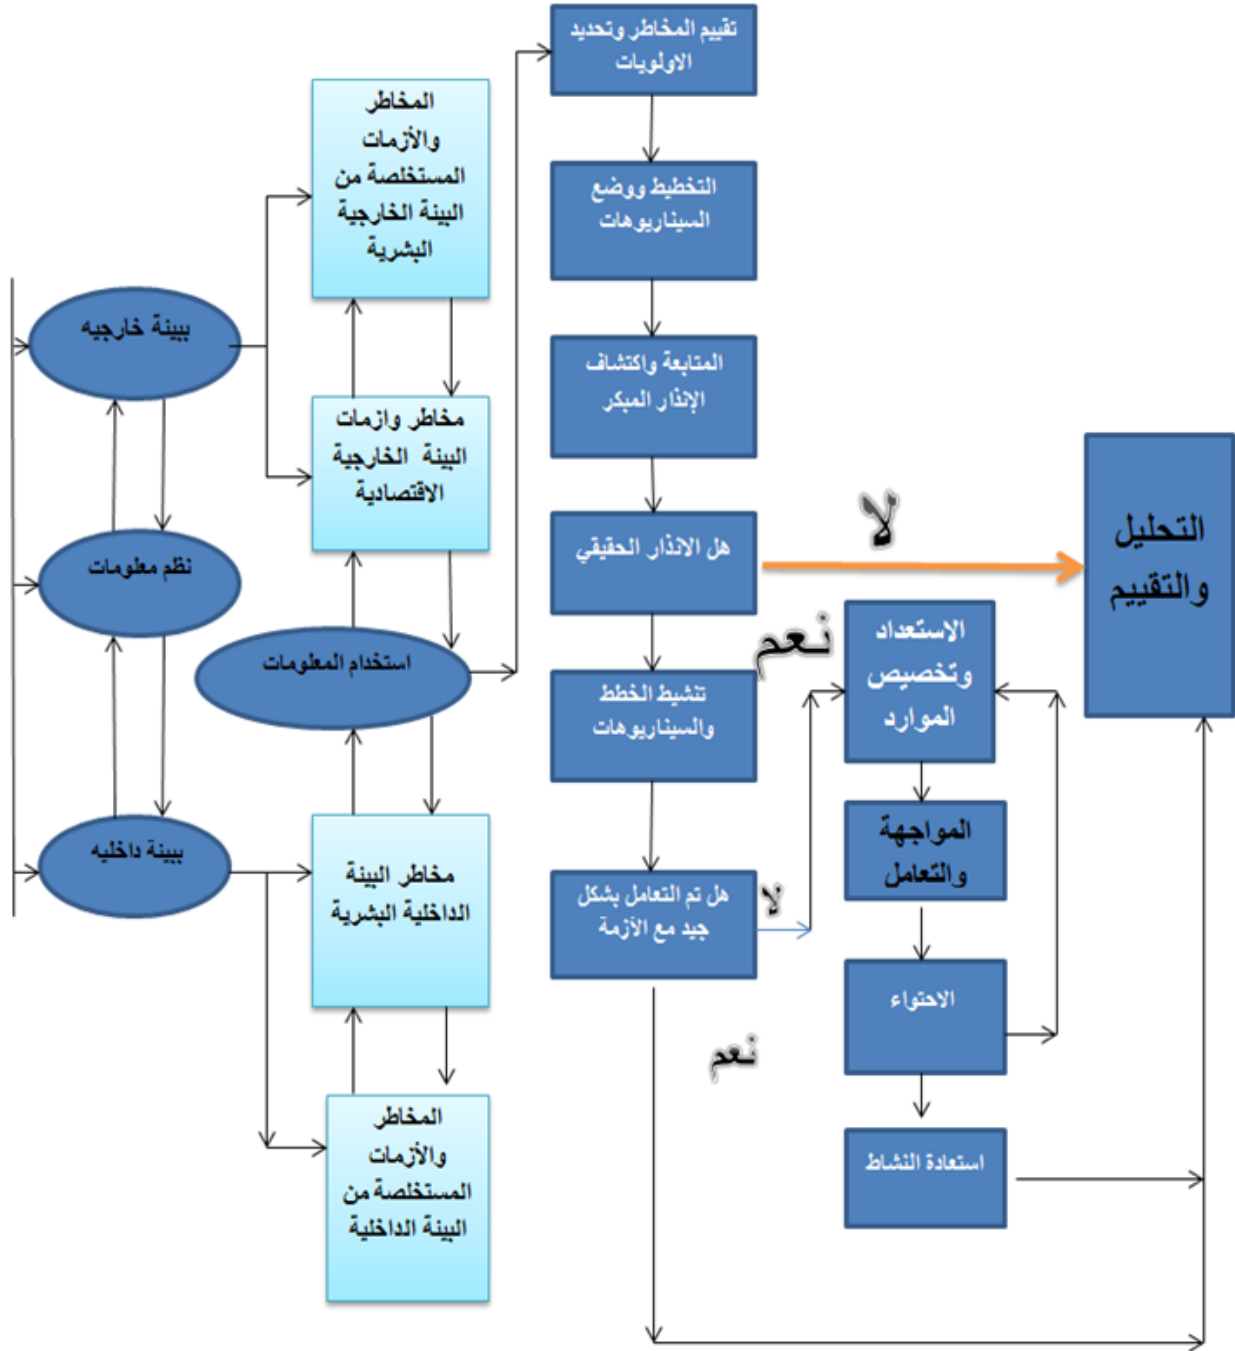 تقييم المخاطر وتحديد
الاولويات
المخاطر
والأزمات
المستخلصة من
البيئة الخارجية
البشرية
التخطيط ووضع
السيناريوهات
بيئة خارجيه
المتابعة واكتشاف
الإنذار المبكر
مخاطر وازمات
البيئة الخارجية
الاقتصادية
التحليل
والتقييم
لا
هل الانذار الحقيقي
نظم معلومات
نعم
الاستعداد
وتخصيص
الموارد
استخدام المعلومات
تنشيط الخطط
والسيناريوهات
المواجهة
والتعامل
بيئة داخليه
مخاطر البيئة
الداخلية البشرية
هل تم التعامل بشكل
جيد مع الأزمة
لا
الاحتواء
نعم
المخاطر
والأزمات
المستخلصة من
البيئة الداخلية
استعادة النشاط